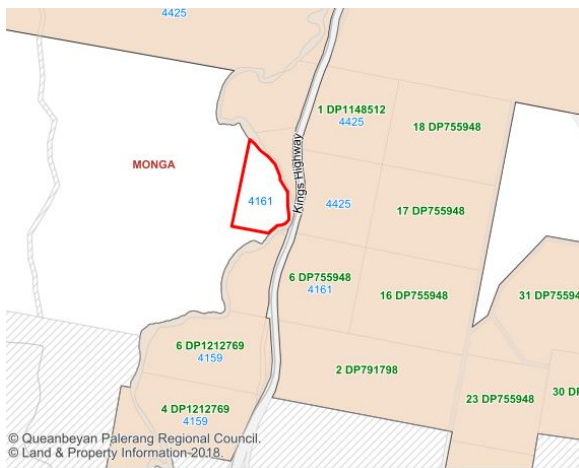 4425
1 DP1148512
4425
18 DP755948
MONGA
Kings Highway
4161
4425
17 DP755948
6 DP755948
4161
16 DP755948
31 DP75594
6 DP1212769
4159
2 DP791798
4 DP1212769
4159
23 DP755948
30 DP
© Queanbeyan Palerang Regional Council.
© Land & Property Information 2018.